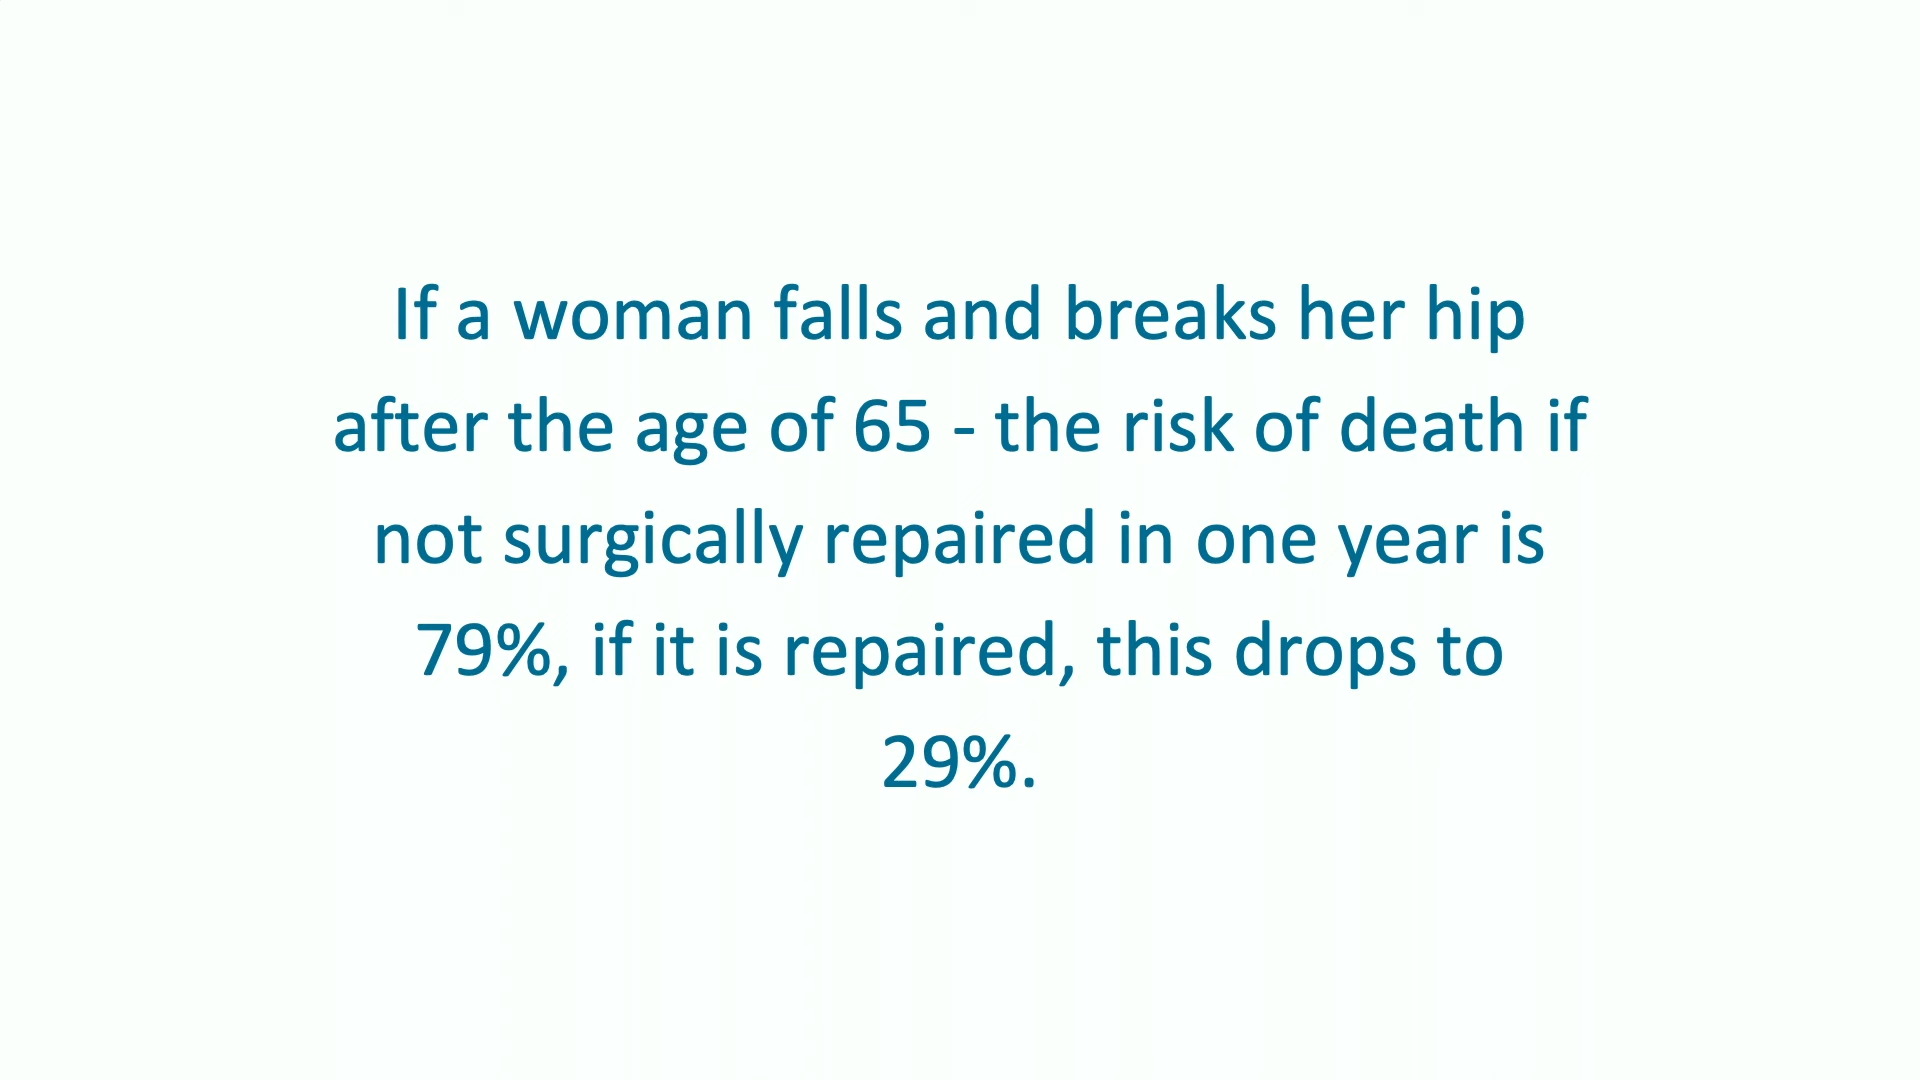 If a woman falls and breaks her hip
after the age of 65 - the risk of death if
not surgically repaired in one year is
79%, if it is repaired, this drops to
29%.